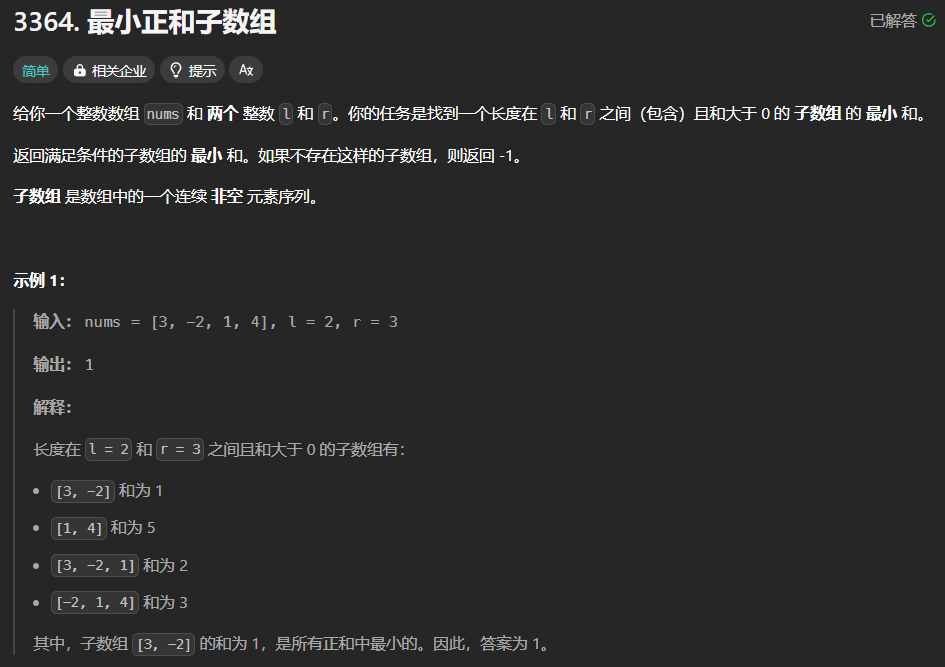 3364. 最小正和子数组
已解答
简单 相关企业 提示
给你一个整数数组 nums 和 两个 整数 l 和 r。你的任务是找到一个长度在 l 和 r 之间（包含）且和大于 0 的 子数组 的 最小 和。
返回满足条件的子数组的 最小 和。如果不存在这样的子数组，则返回 -1。
子数组 是数组中的一个连续 非空 元素序列。
示例 1：
输入： nums = [3, -2, 1, 4], l = 2, r = 3
输出： 1
解释：
长度在 l = 2 和 r = 3 之间且和大于 0 的子数组有：
• [3, -2] 和为 1
• [1, 4] 和为 5
• [3, -2, 1] 和为 2
• [-2, 1, 4] 和为 3
其中，子数组 [3, -2] 的和为 1，是所有正和中最小的。因此，答案为 1。